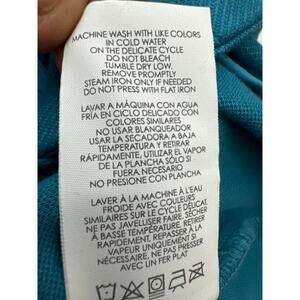 MACHINE WASH WITH LIKE COLORS
IN COLD WATER
ON THE DELICATE CYCLE
DO NOT BLEACH
TUMBLE DRY LOW,
REMOVE PROMPTLY
STEAM IRON ONLY IF NEEDED
DO NOT PRESS WITH FLAT IRON
LAVAR A MÁQUINA CON AGUA
FRÍA EN CICLO DELICADO CON
COLORES SIMILARES
NO USAR BLANQUEADOR
USAR LA SECADORA A BAJA
TEMPERATURA Y RETIRAR
RÁPIDAMENTE, UTILIZAR EL VAPOR
DE LA PLANCHA SÓLO SI
FUERA NECESARIO
NO PRESIONE CON PLANCHA
LAVER À LA MACHINE À L'EAU
FROIDE AVEC COULEURS
SIMILAIRES SUR LE CYCLE DÉLICAT.
NE PAS JAVELLISER FAIRE. SÉCHER
À BASSE TEMPÉRATURE. RETIRER
RAPIDEMENT. REPASSER À LA
VAPEUR UNIQUEMENT SI
NÉCESSAIRE, NE PAS PRESSER
AVEC UN FER PLAT